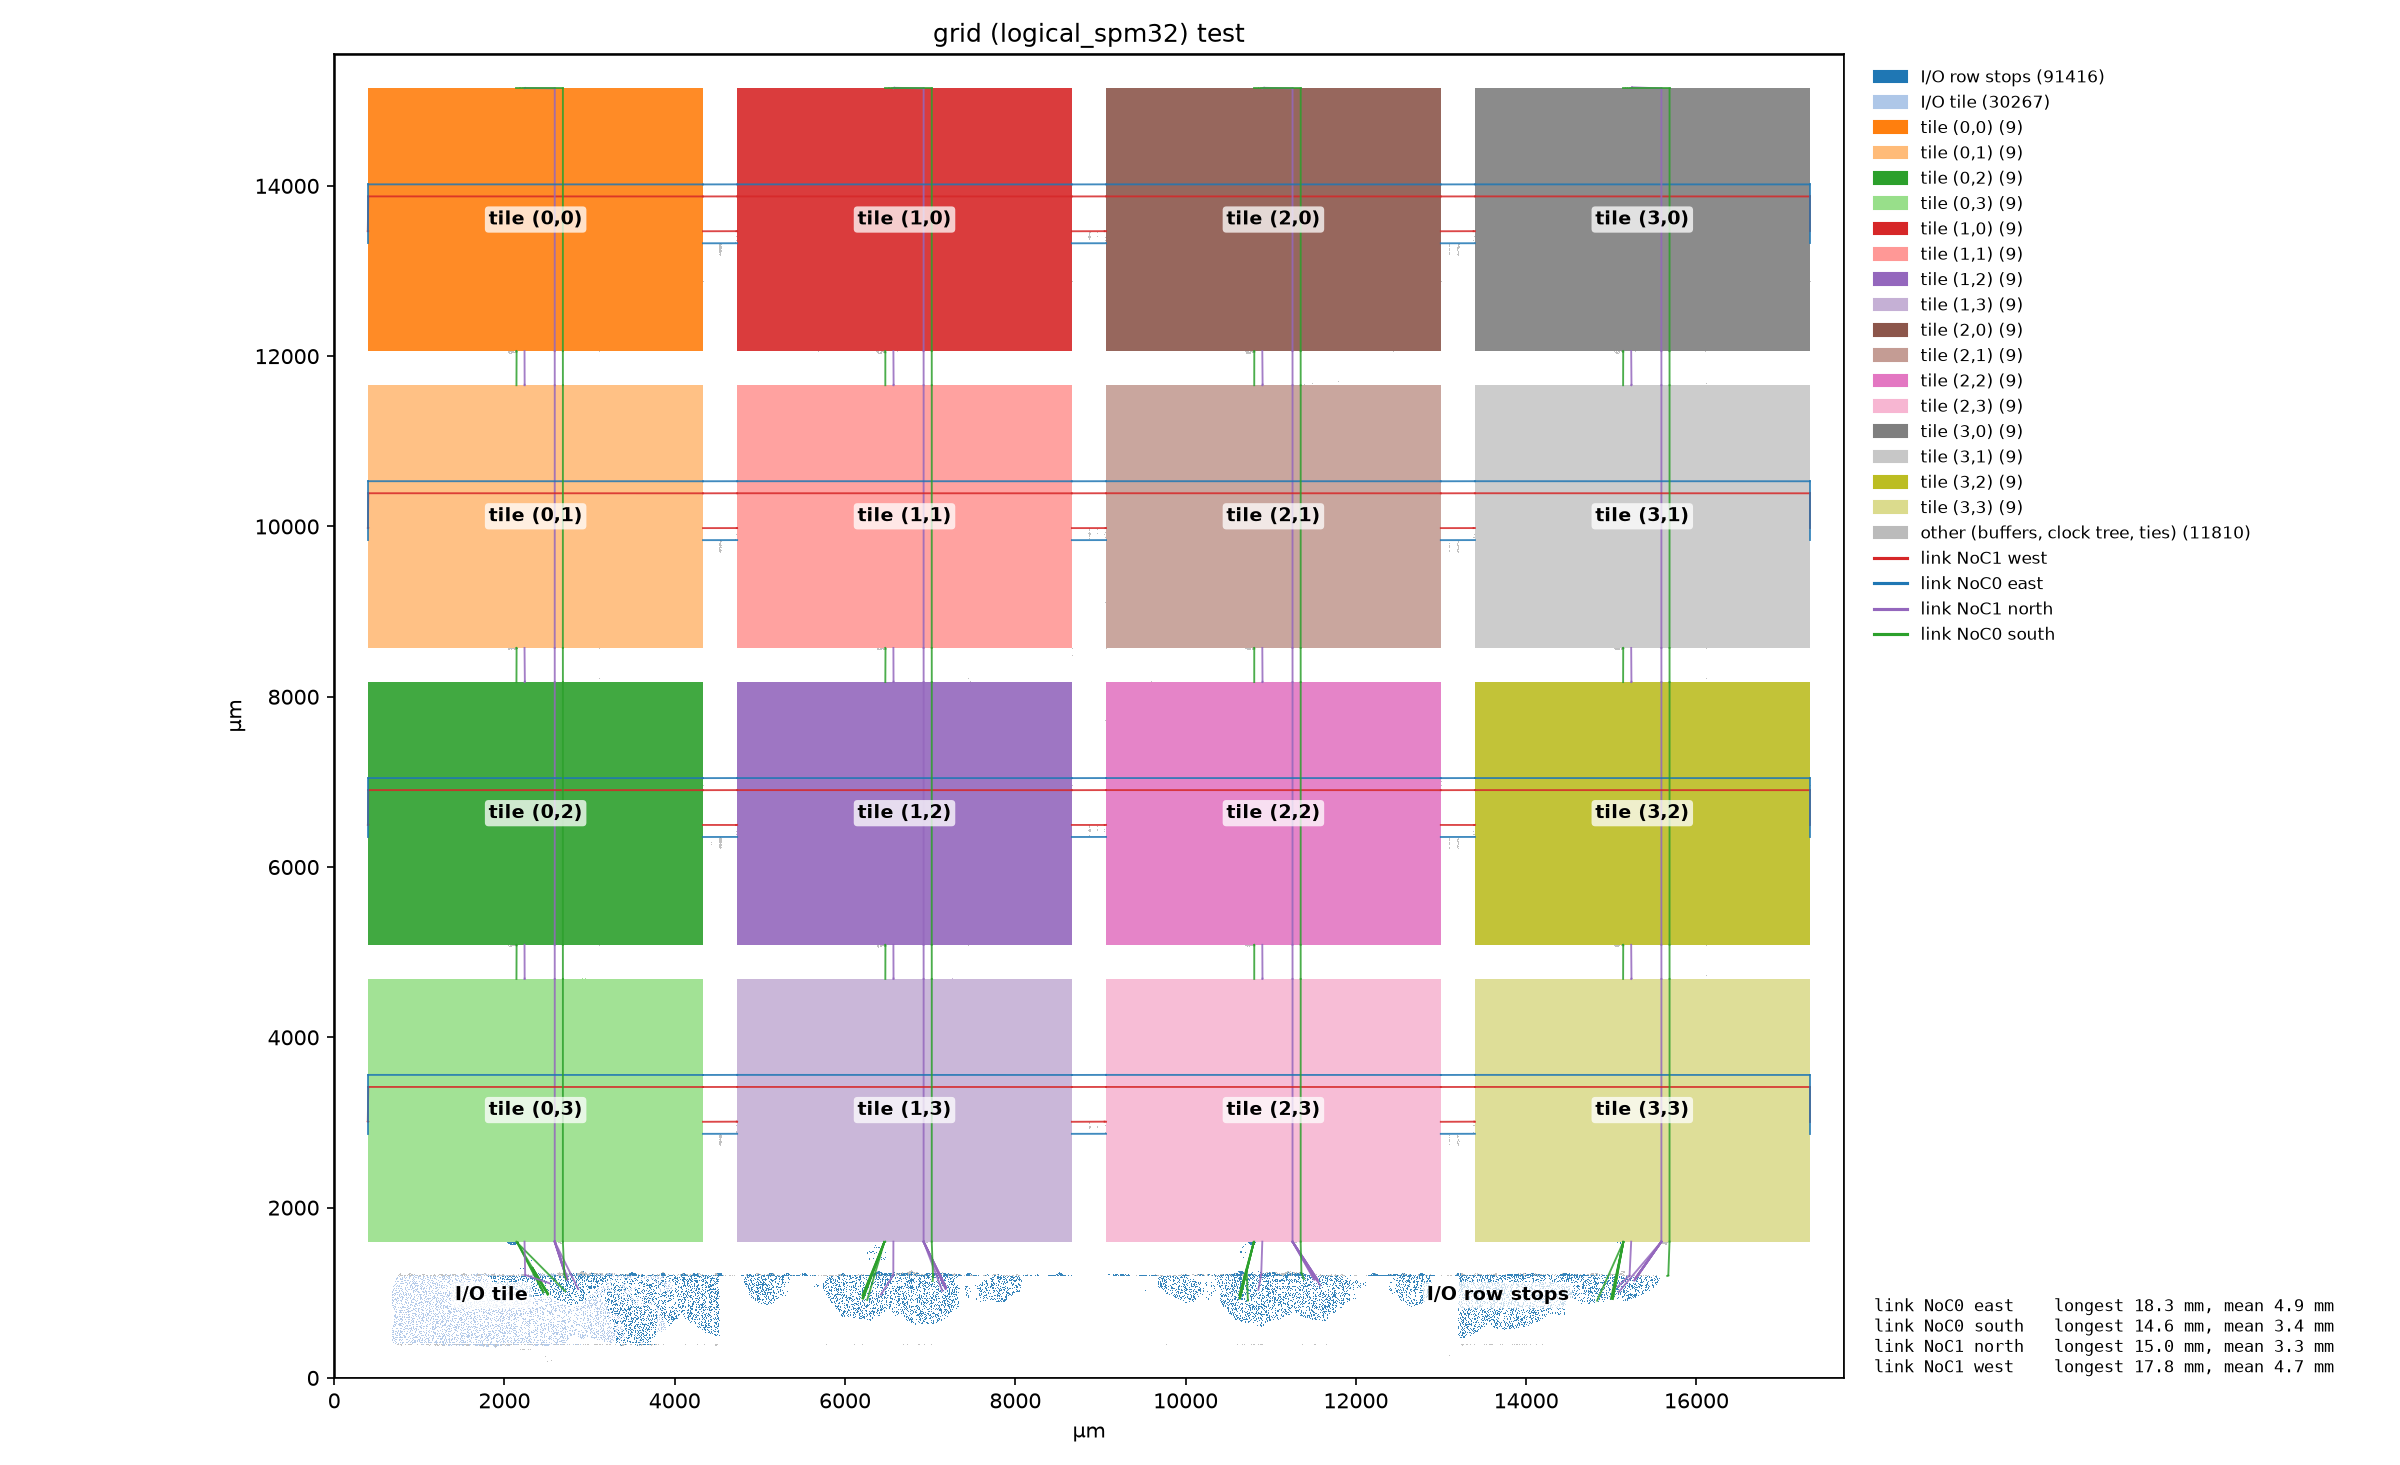 grid (logical_spm32) test
14000
12000
10000
8000
6000
4000
2000
0
µm
0 2000 4000 6000 8000 10000 12000 14000 16000
µm
tile (0,0) tile (1,0) tile (2,0) tile (3,0)
tile (0,1) tile (1,1) tile (2,1) tile (3,1)
tile (0,2) tile (1,2) tile (2,2) tile (3,2)
tile (0,3) tile (1,3) tile (2,3) tile (3,3)
I/O tile I/O row stops
I/O row stops (91416)
I/O tile (30267)
tile (0,0) (9)
tile (0,1) (9)
tile (0,2) (9)
tile (0,3) (9)
tile (1,0) (9)
tile (1,1) (9)
tile (1,2) (9)
tile (1,3) (9)
tile (2,0) (9)
tile (2,1) (9)
tile (2,2) (9)
tile (2,3) (9)
tile (3,0) (9)
tile (3,1) (9)
tile (3,2) (9)
tile (3,3) (9)
other (buffers, clock tree, ties) (11810)
link NoC1 west
link NoC0 east
link NoC1 north
link NoC0 south
link NoC0 east longest 18.3 mm, mean 4.9 mm
link NoC0 south longest 14.6 mm, mean 3.4 mm
link NoC1 north longest 15.0 mm, mean 3.3 mm
link NoC1 west longest 17.8 mm, mean 4.7 mm